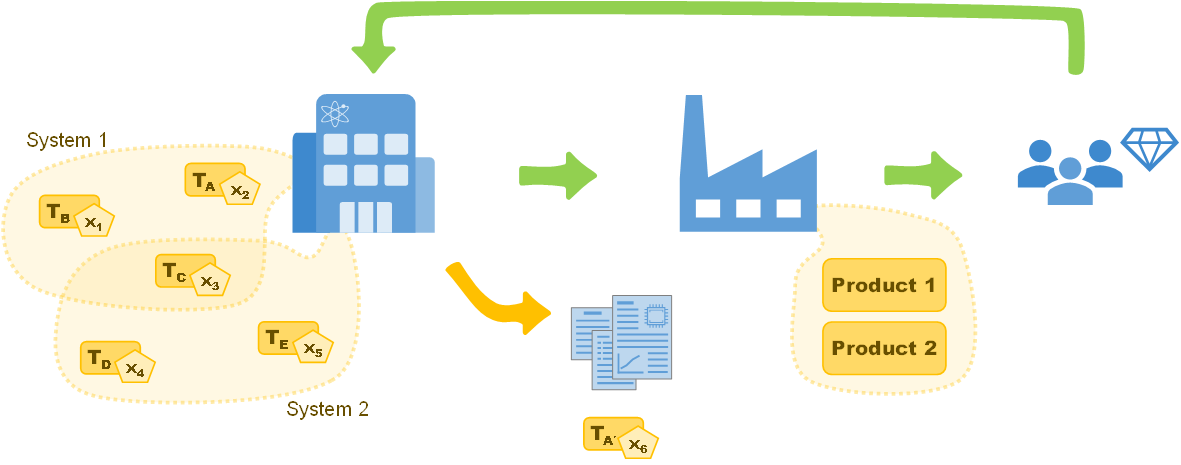 System 1
TA x2
TB x1
TC x3
TE x5
TD x4
System 2
Product 1
Product 2
TA' x6